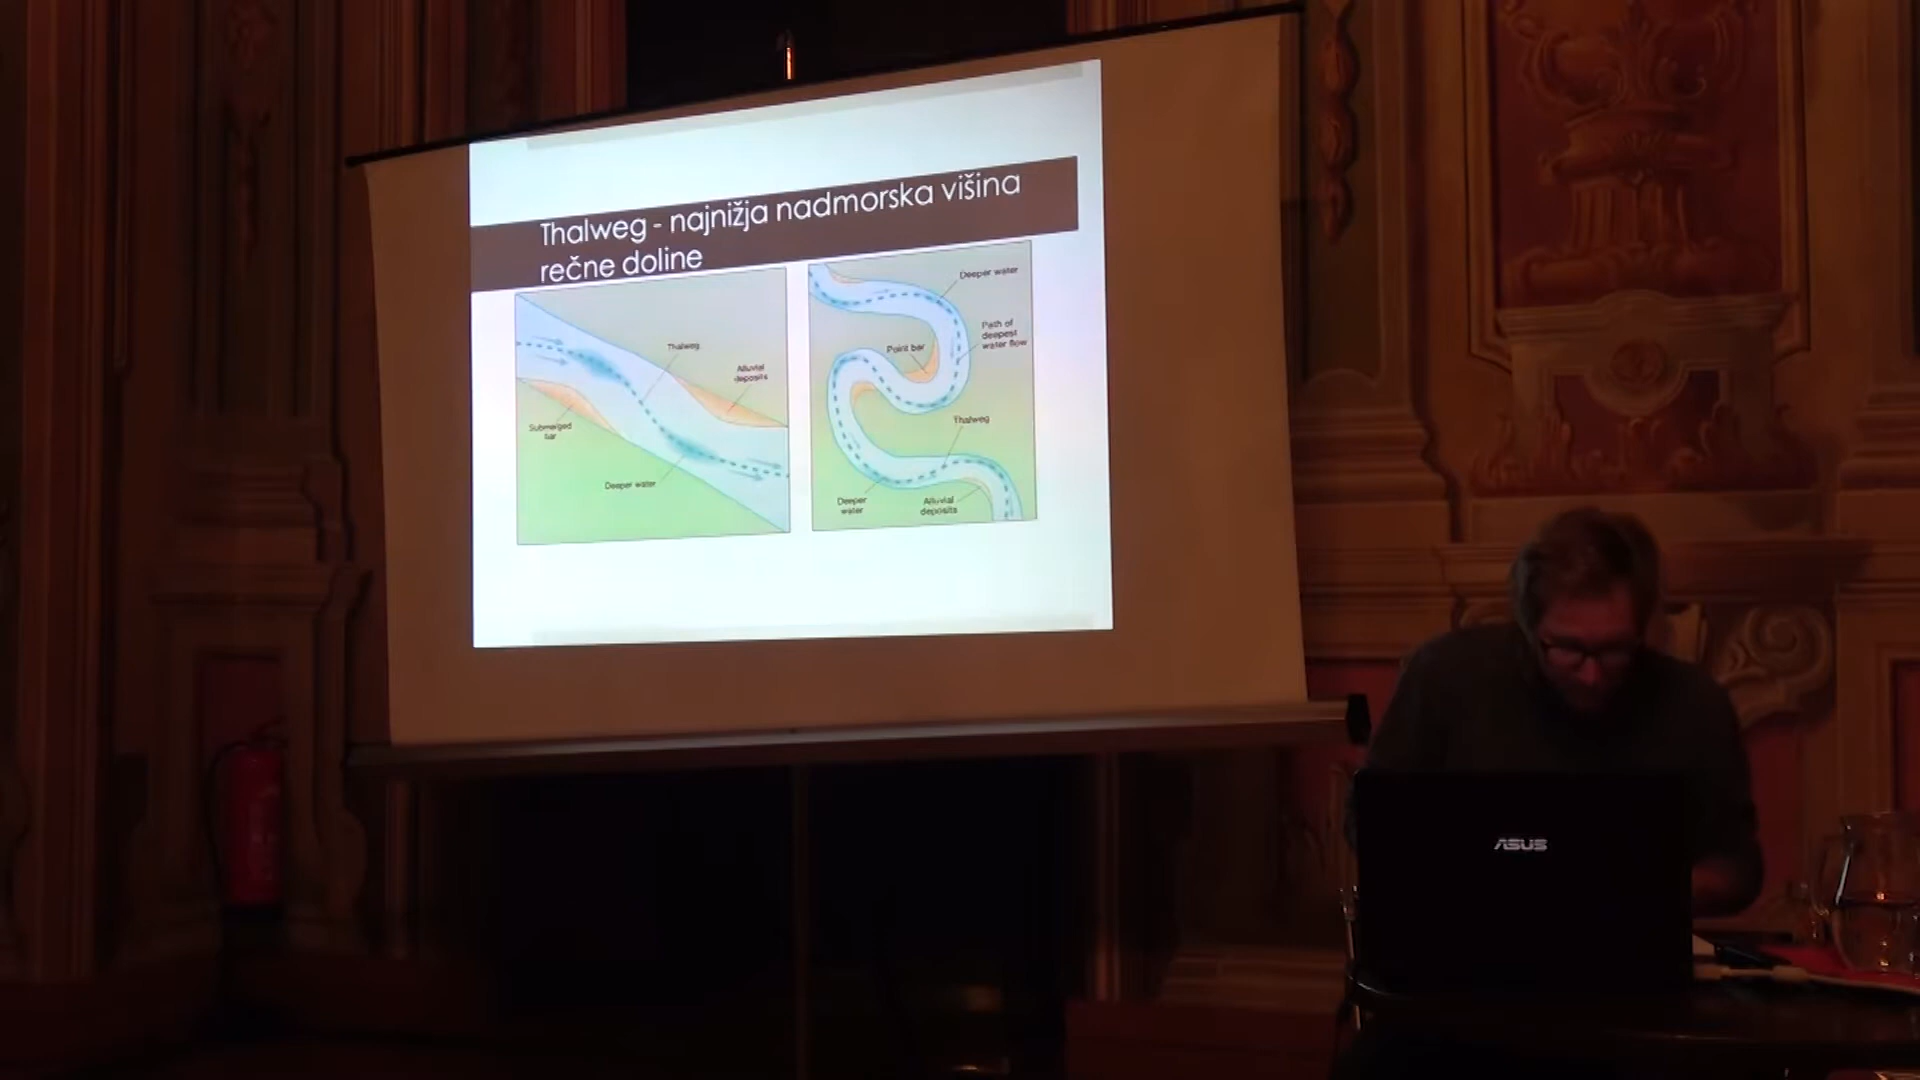 Thalweg - najnižja nadmorska višina
rečne doline
Thalweg
Alluvial
deposits
Submerged
bar
Deeper water
Deeper water
Path of
deepest
water flow
Point bar
Thalweg
Deeper
water
Alluvial
deposits
ASUS